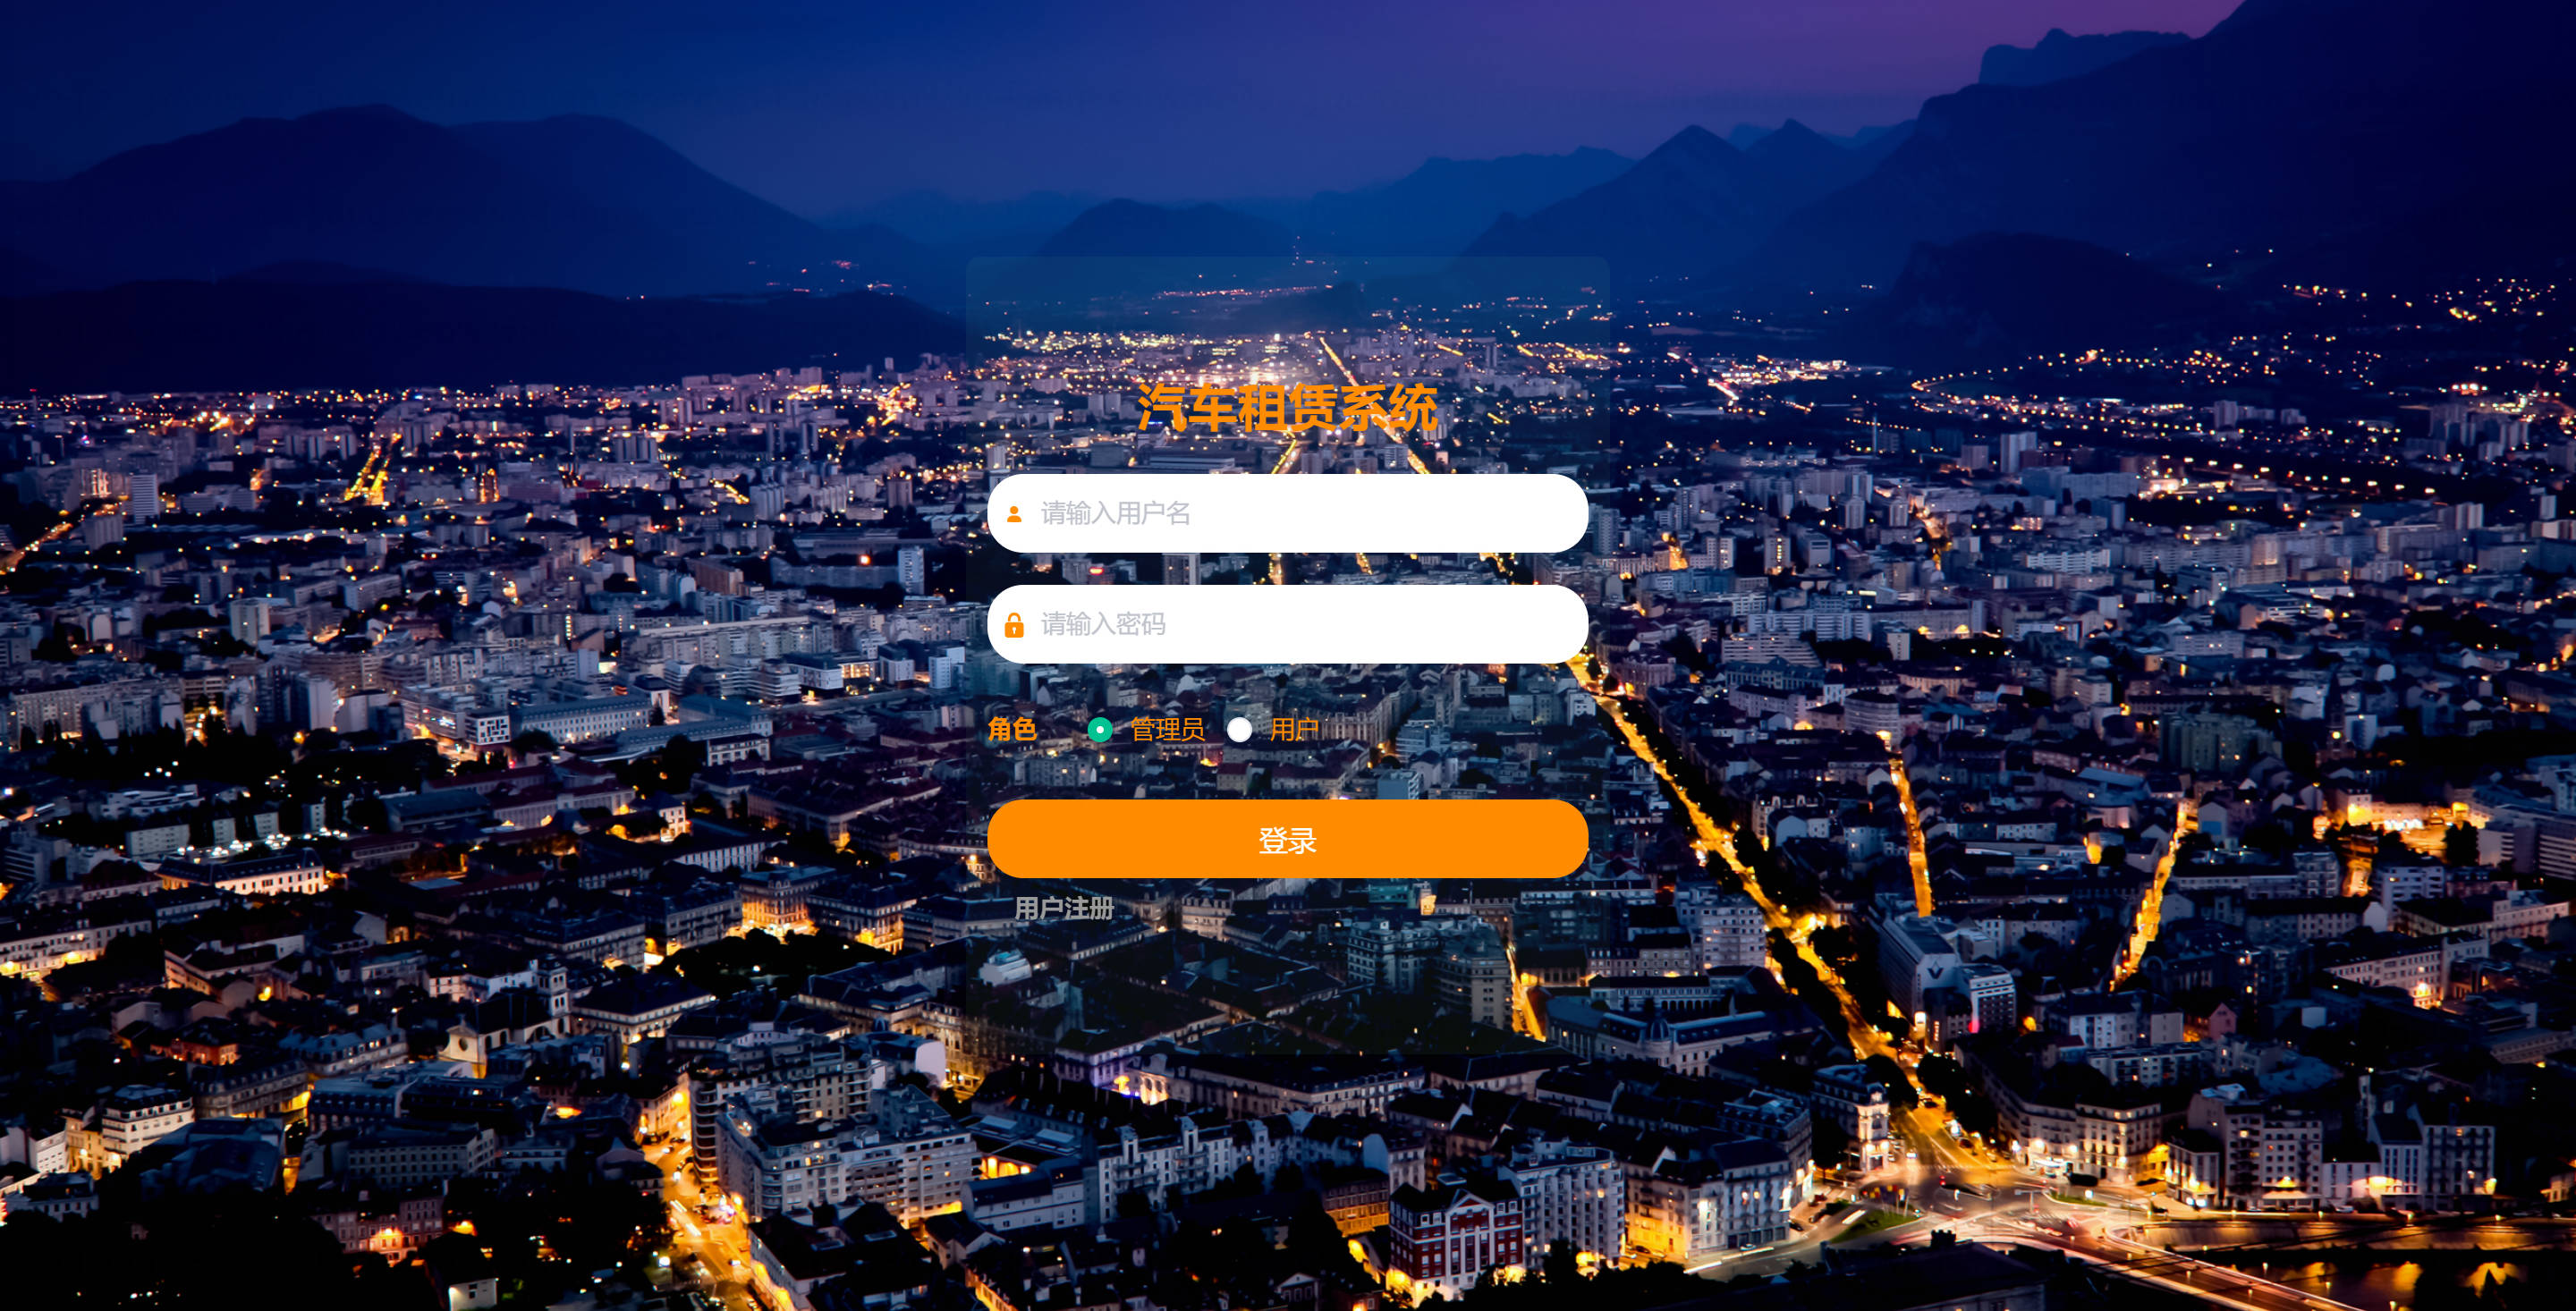 汽车租赁系统
请输入用户名
请输入密码
角色 管理员 用户
登录
用户注册